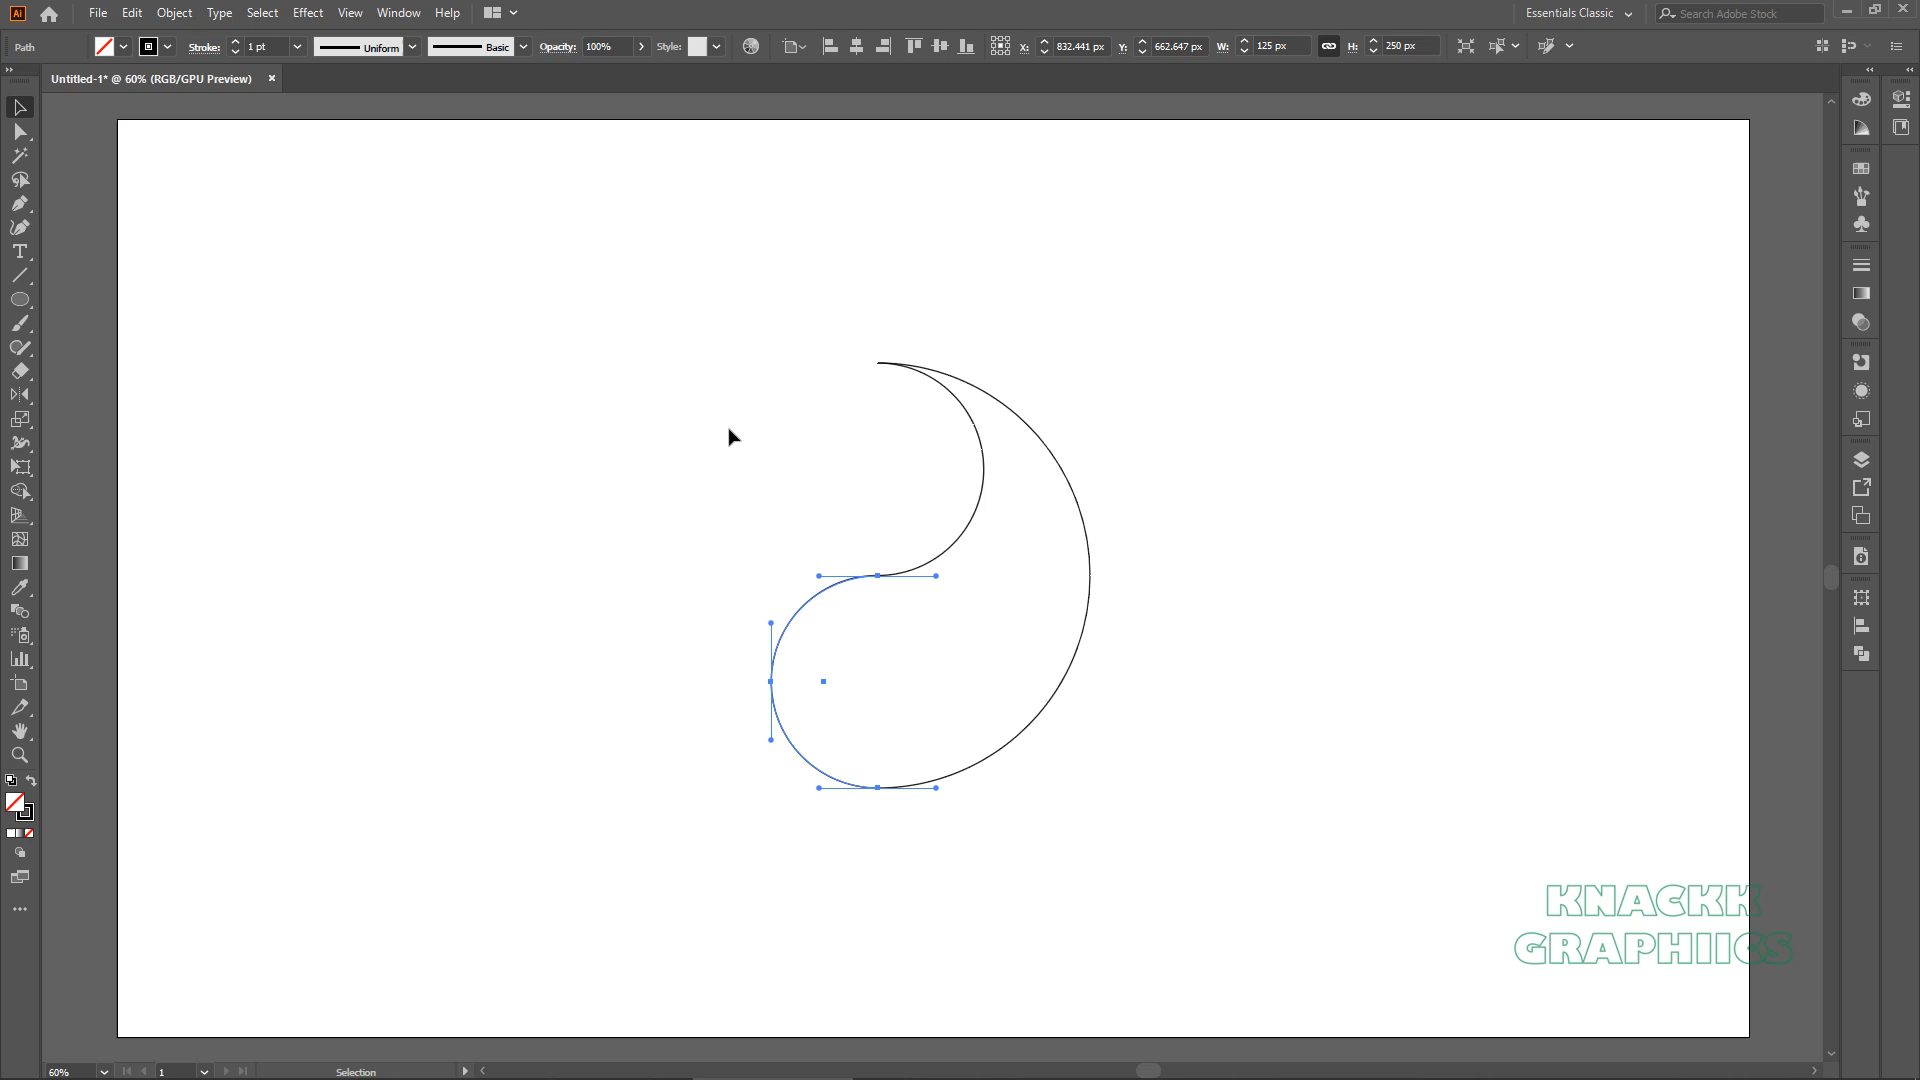 Ai File Edit Object Type Select Effect View Window Help Essentials Classic Search Adobe Stock
Path Stroke: 1 pt Uniform Basic Opacity: 100% Style: X: 832.441 px Y: 662.647 px W: 125 px H: 250 px
Untitled-1* @ 60% (RGB/GPU Preview)
KNACKK
GRAPHIICS
60% 1 Selection